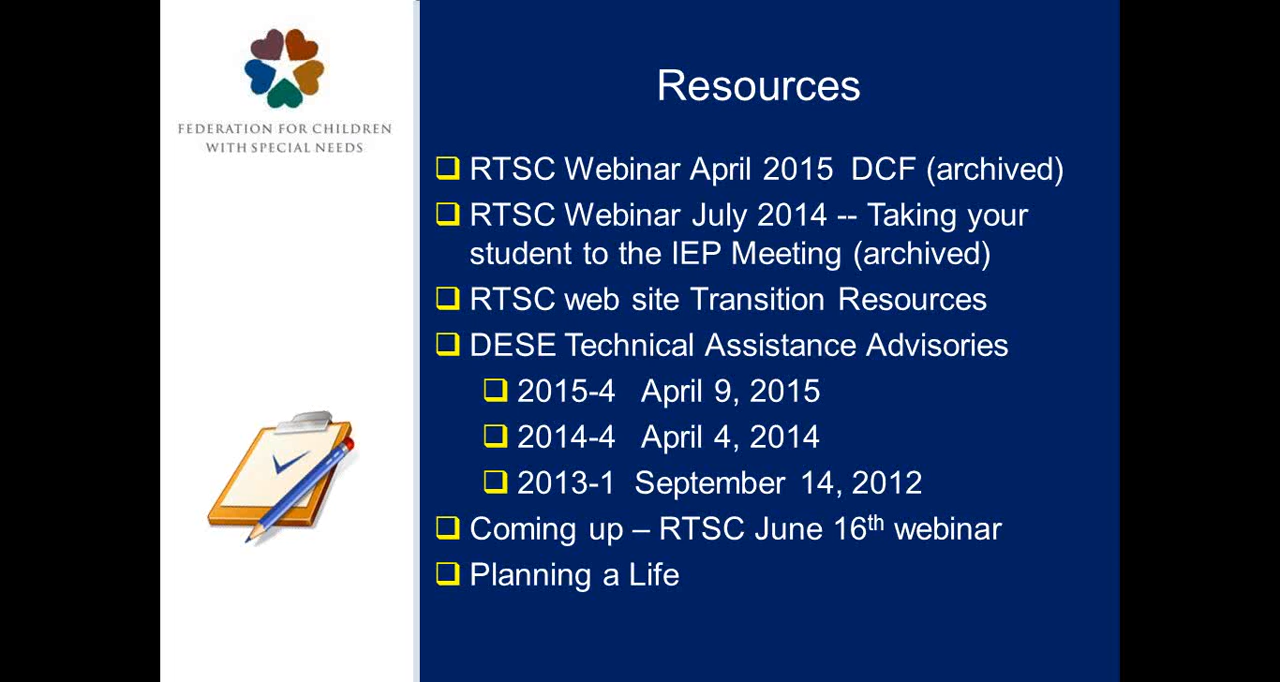 FEDERATION FOR CHILDREN
WITH SPECIAL NEEDS
Resources
RTSC Webinar April 2015 DCF (archived)
RTSC Webinar July 2014 -- Taking your
student to the IEP Meeting (archived)
RTSC web site Transition Resources
DESE Technical Assistance Advisories
2015-4 April 9, 2015
2014-4 April 4, 2014
2013-1 September 14, 2012
Coming up – RTSC June 16th webinar
Planning a Life